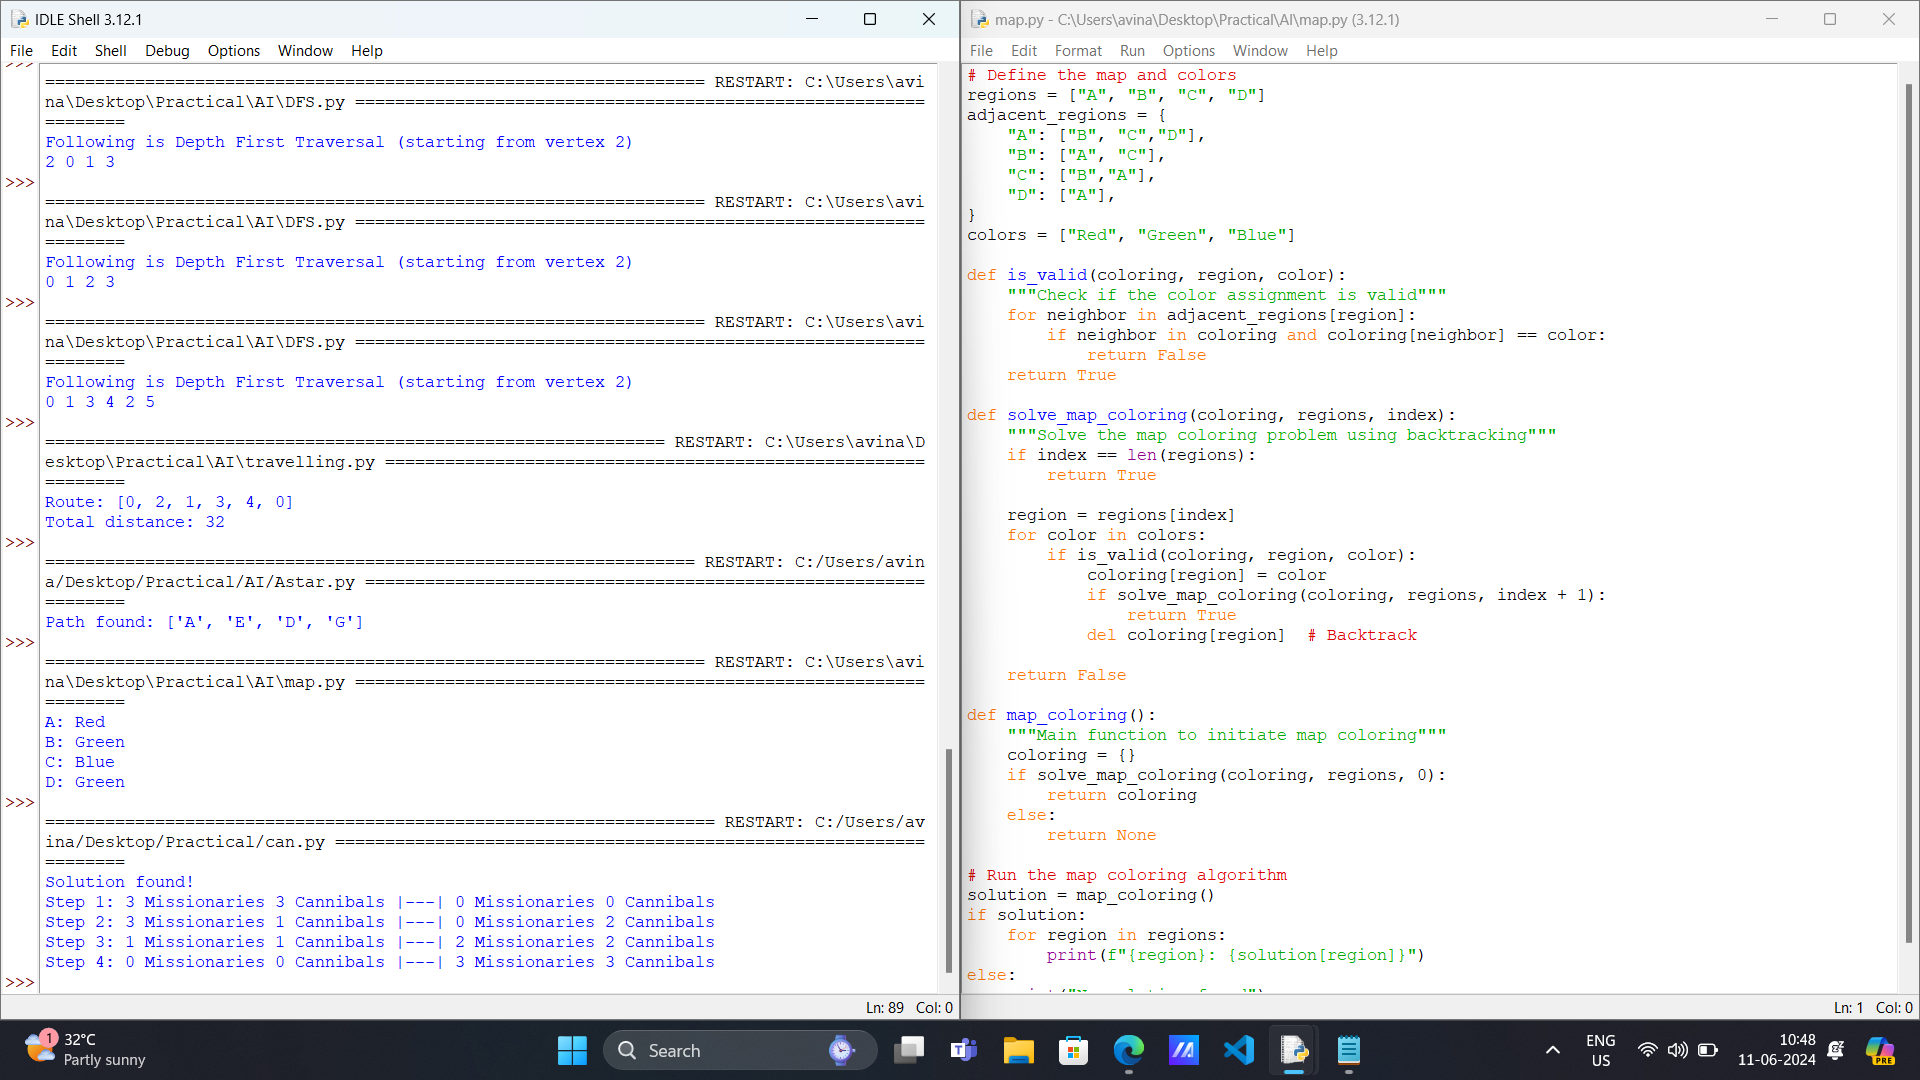 IDLE Shell 3.12.1
File Edit Shell Debug Options Window Help
>>>
================================================================== RESTART: C:\Users\avi
na\Desktop\Practical\AI\DFS.py =========================================================
========
Following is Depth First Traversal (starting from vertex 2)
2 0 1 3
>>>
================================================================== RESTART: C:\Users\avi
na\Desktop\Practical\AI\DFS.py =========================================================
========
Following is Depth First Traversal (starting from vertex 2)
0 1 2 3
>>>
================================================================== RESTART: C:\Users\avi
na\Desktop\Practical\AI\DFS.py =========================================================
========
Following is Depth First Traversal (starting from vertex 2)
0 1 3 4 2 5
>>>
============================================================== RESTART: C:\Users\avina\D
esktop\Practical\AI\travelling.py ======================================================
========
Route: [0, 2, 1, 3, 4, 0]
Total distance: 32
>>>
================================================================= RESTART: C:/Users/avin
a/Desktop/Practical/AI/Astar.py ========================================================
========
Path found: ['A', 'E', 'D', 'G']
>>>
================================================================== RESTART: C:\Users\avi
na\Desktop\Practical\AI\map.py =========================================================
========
A: Red
B: Green
C: Blue
D: Green
>>>
=================================================================== RESTART: C:/Users/av
ina/Desktop/Practical/can.py ===========================================================
========
Solution found!
Step 1: 3 Missionaries 3 Cannibals |---| 0 Missionaries 0 Cannibals
Step 2: 3 Missionaries 1 Cannibals |---| 0 Missionaries 2 Cannibals
Step 3: 1 Missionaries 1 Cannibals |---| 2 Missionaries 2 Cannibals
Step 4: 0 Missionaries 0 Cannibals |---| 3 Missionaries 3 Cannibals
>>>
Ln: 89 Col: 0
map.py - C:\Users\avina\Desktop\Practical\AI\map.py (3.12.1)
File Edit Format Run Options Window Help
# Define the map and colors
regions = ["A", "B", "C", "D"]
adjacent_regions = {
    "A": ["B", "C","D"],
    "B": ["A", "C"],
    "C": ["B","A"],
    "D": ["A"],
}
colors = ["Red", "Green", "Blue"]
def is_valid(coloring, region, color):
    """Check if the color assignment is valid"""
    for neighbor in adjacent_regions[region]:
        if neighbor in coloring and coloring[neighbor] == color:
            return False
    return True
def solve_map_coloring(coloring, regions, index):
    """Solve the map coloring problem using backtracking"""
    if index == len(regions):
        return True
    region = regions[index]
    for color in colors:
        if is_valid(coloring, region, color):
            coloring[region] = color
            if solve_map_coloring(coloring, regions, index + 1):
                return True
            del coloring[region]  # Backtrack
    return False
def map_coloring():
    """Main function to initiate map coloring"""
    coloring = {}
    if solve_map_coloring(coloring, regions, 0):
        return coloring
    else:
        return None
# Run the map coloring algorithm
solution = map_coloring()
if solution:
    for region in regions:
        print(f"{region}: {solution[region]}")
else:
Ln: 1 Col: 0
1
32°C
Partly sunny
Search
ENG
US
10:48
11-06-2024
PRE